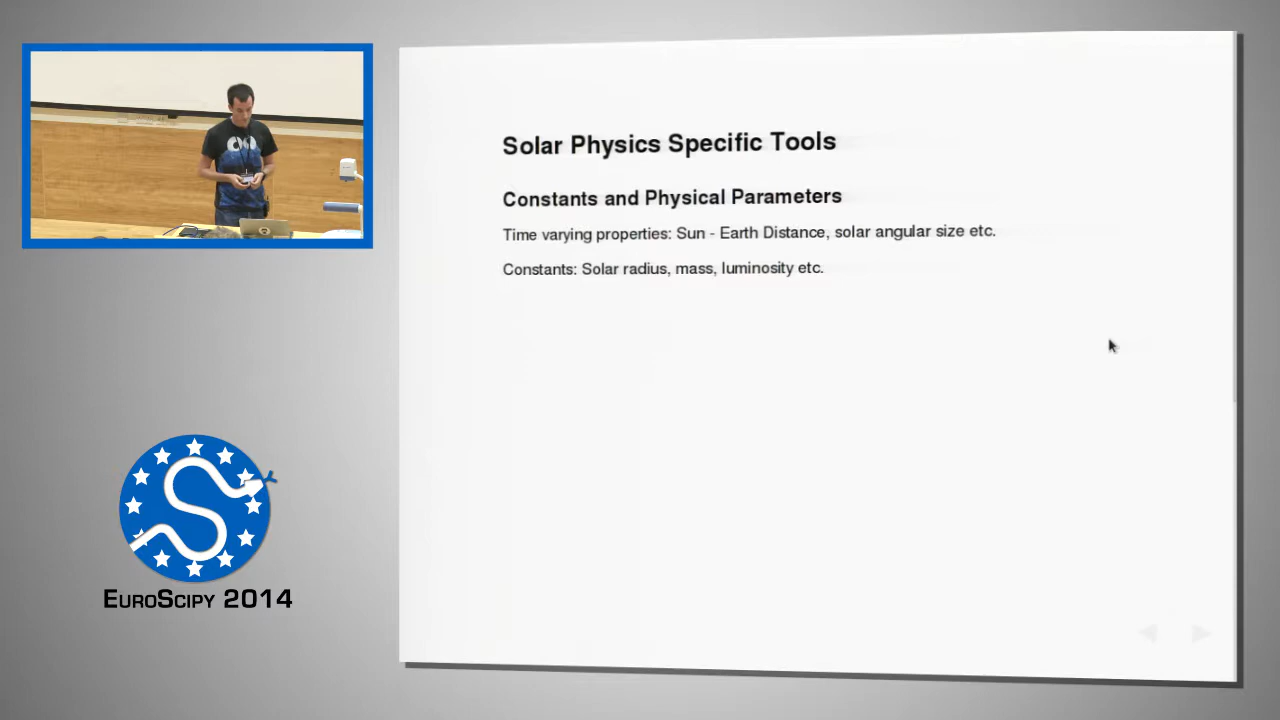 Solar Physics Specific Tools
Constants and Physical Parameters
Time varying properties: Sun - Earth Distance, solar angular size etc.
Constants: Solar radius, mass, luminosity etc.
EuroScipy 2014